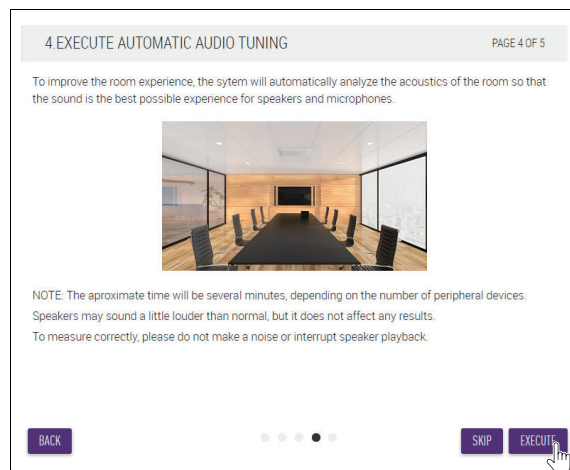 4.EXECUTE AUTOMATIC AUDIO TUNING PAGE 4 OF 5
To improve the room experience, the sytem will automatically analyze the acoustics of the room so that
the sound is the best possible experience for speakers and microphones.
NOTE: The aproximate time will be several minutes, depending on the number of peripheral devices.
Speakers may sound a little louder than normal, but it does not affect any results.
To measure correctly, please do not make a noise or interrupt speaker playback.
BACK SKIP EXECUTE